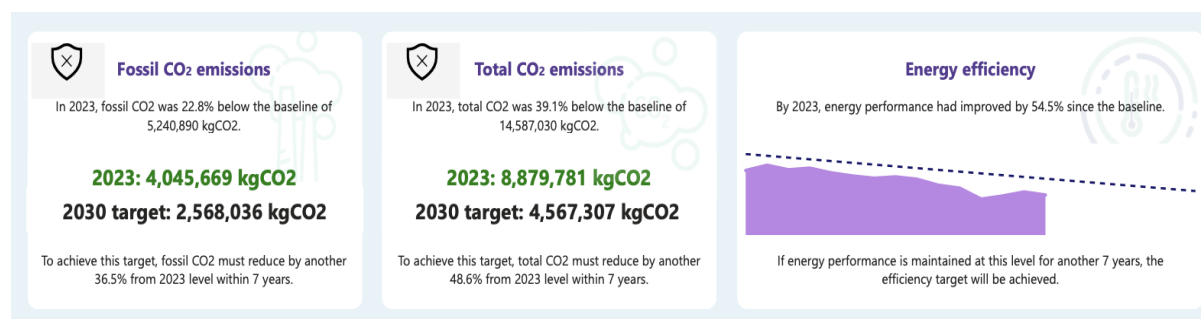 Fossil CO₂ emissions
In 2023, fossil CO2 was 22.8% below the baseline of
5,240,890 kgCO2.
2023: 4,045,669 kgCO2
2030 target: 2,568,036 kgCO2
To achieve this target, fossil CO2 must reduce by another
36.5% from 2023 level within 7 years.
Total CO₂ emissions
In 2023, total CO2 was 39.1% below the baseline of
14,587,030 kgCO2.
2023: 8,879,781 kgCO2
2030 target: 4,567,307 kgCO2
To achieve this target, total CO2 must reduce by another
48.6% from 2023 level within 7 years.
Energy efficiency
By 2023, energy performance had improved by 54.5% since the baseline.
If energy performance is maintained at this level for another 7 years, the
efficiency target will be achieved.
CO₂